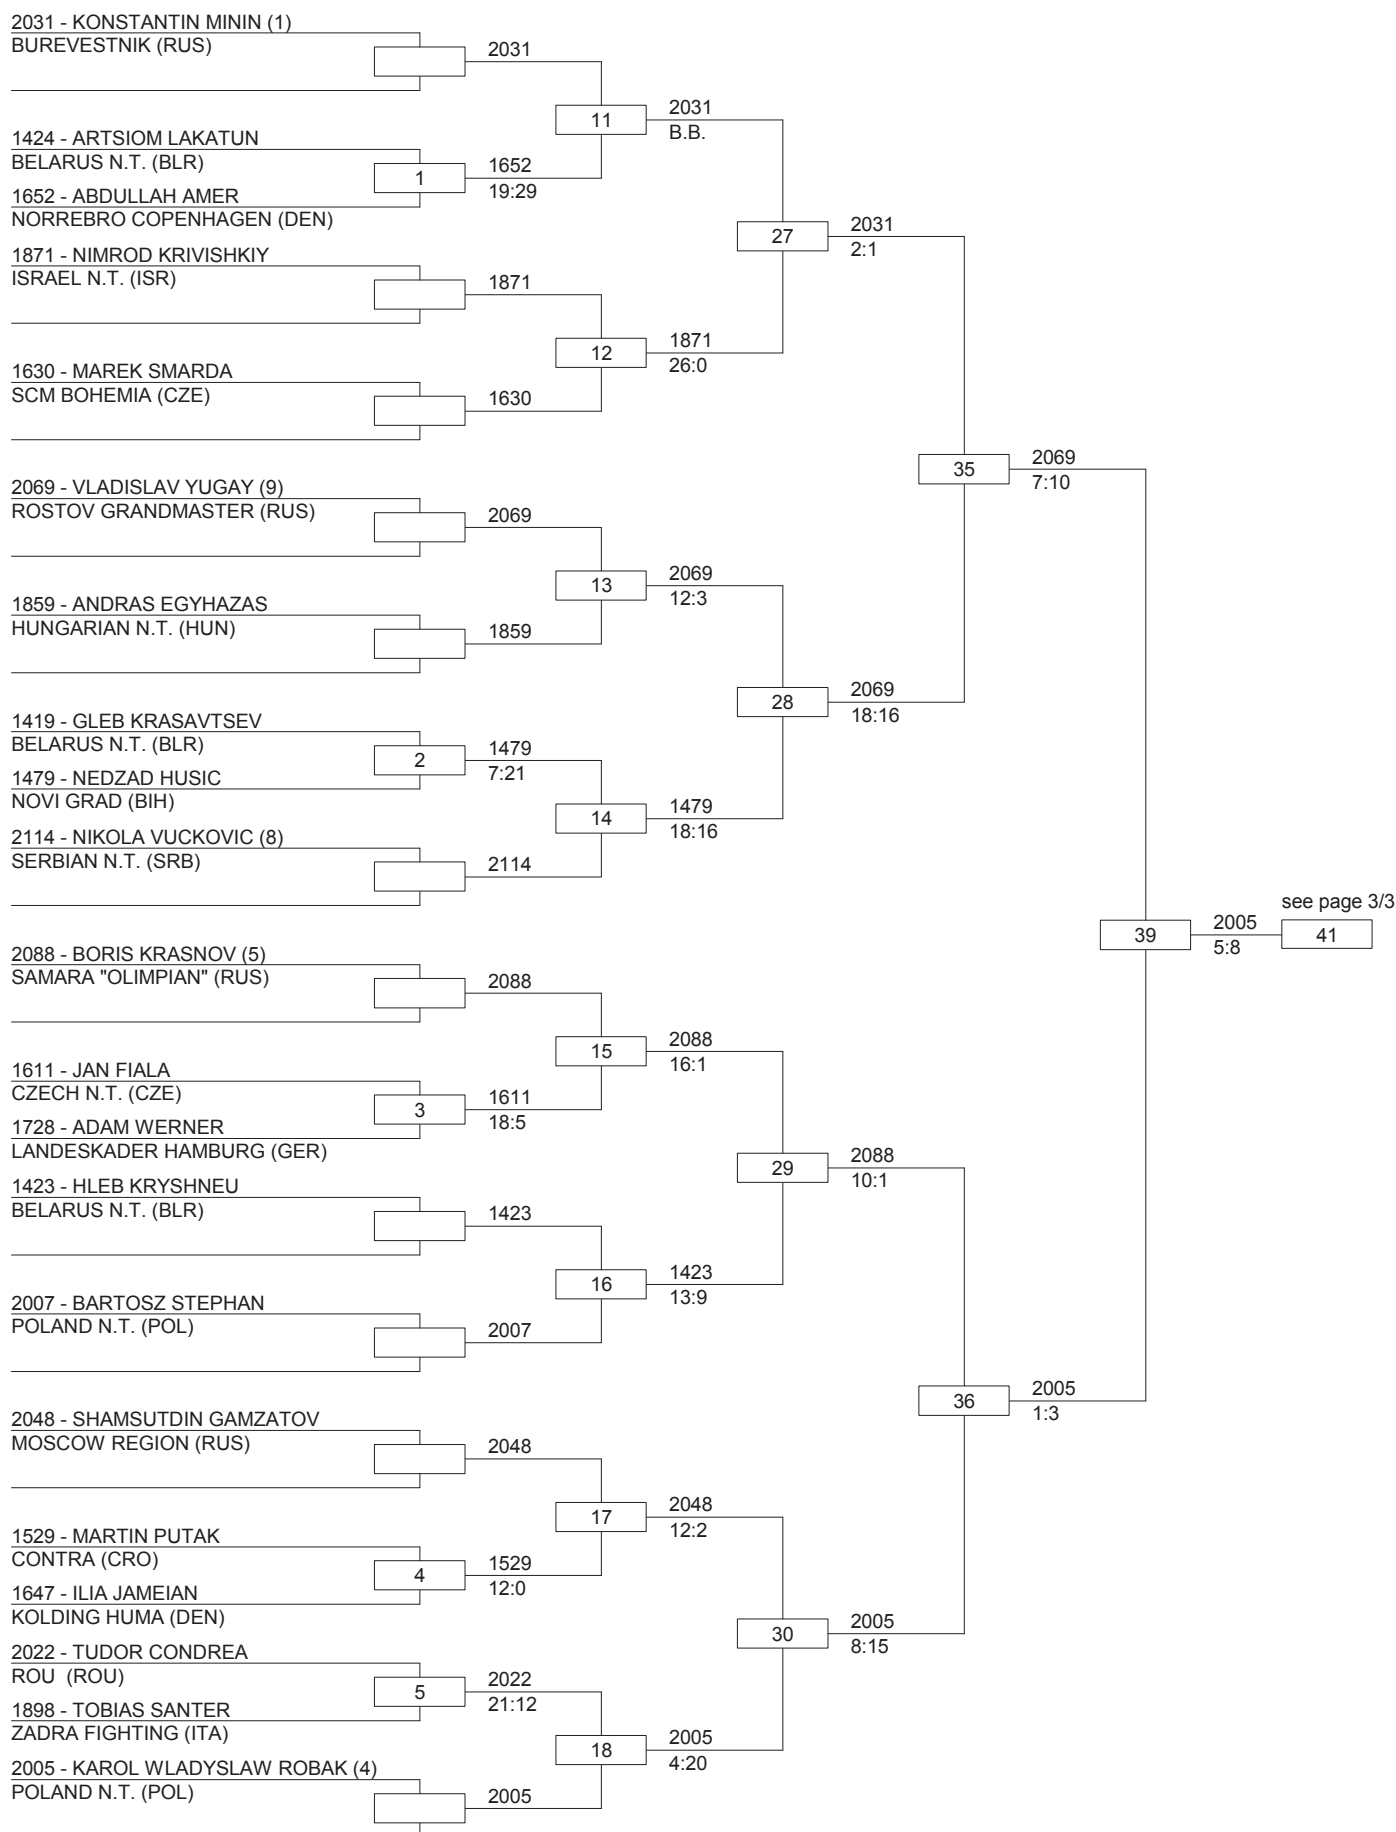 2031 - KONSTANTIN MININ (1)
BUREVESTNIK (RUS)
2031
11
2031
B.B.
1424 - ARTSIOM LAKATUN
BELARUS N.T. (BLR)
1
1652
19:29
1652 - ABDULLAH AMER
NORREBRO COPENHAGEN (DEN)
27
2031
2:1
1871 - NIMROD KRIVISHKIY
ISRAEL N.T. (ISR)
1871
12
1871
26:0
1630 - MAREK SMARDA
SCM BOHEMIA (CZE)
1630
35
2069
7:10
2069 - VLADISLAV YUGAY (9)
ROSTOV GRANDMASTER (RUS)
2069
13
2069
12:3
1859 - ANDRAS EGYHAZAS
HUNGARIAN N.T. (HUN)
1859
28
2069
18:16
1419 - GLEB KRASAVTSEV
BELARUS N.T. (BLR)
2
1479
7:21
1479 - NEDZAD HUSIC
NOVI GRAD (BIH)
14
1479
18:16
2114 - NIKOLA VUCKOVIC (8)
SERBIAN N.T. (SRB)
2114
see page 3/3
39
2005
5:8
41
2088 - BORIS KRASNOV (5)
SAMARA "OLIMPIAN" (RUS)
2088
15
2088
16:1
1611 - JAN FIALA
CZECH N.T. (CZE)
3
1611
18:5
1728 - ADAM WERNER
LANDESKADER HAMBURG (GER)
29
2088
10:1
1423 - HLEB KRYSHNEU
BELARUS N.T. (BLR)
1423
16
1423
13:9
2007 - BARTOSZ STEPHAN
POLAND N.T. (POL)
2007
36
2005
1:3
2048 - SHAMSUTDIN GAMZATOV
MOSCOW REGION (RUS)
2048
17
2048
12:2
1529 - MARTIN PUTAK
CONTRA (CRO)
4
1529
12:0
1647 - ILIA JAMEIAN
KOLDING HUMA (DEN)
30
2005
8:15
2022 - TUDOR CONDREA
ROU (ROU)
5
2022
21:12
1898 - TOBIAS SANTER
ZADRA FIGHTING (ITA)
18
2005
4:20
2005 - KAROL WLADYSLAW ROBAK (4)
POLAND N.T. (POL)
2005